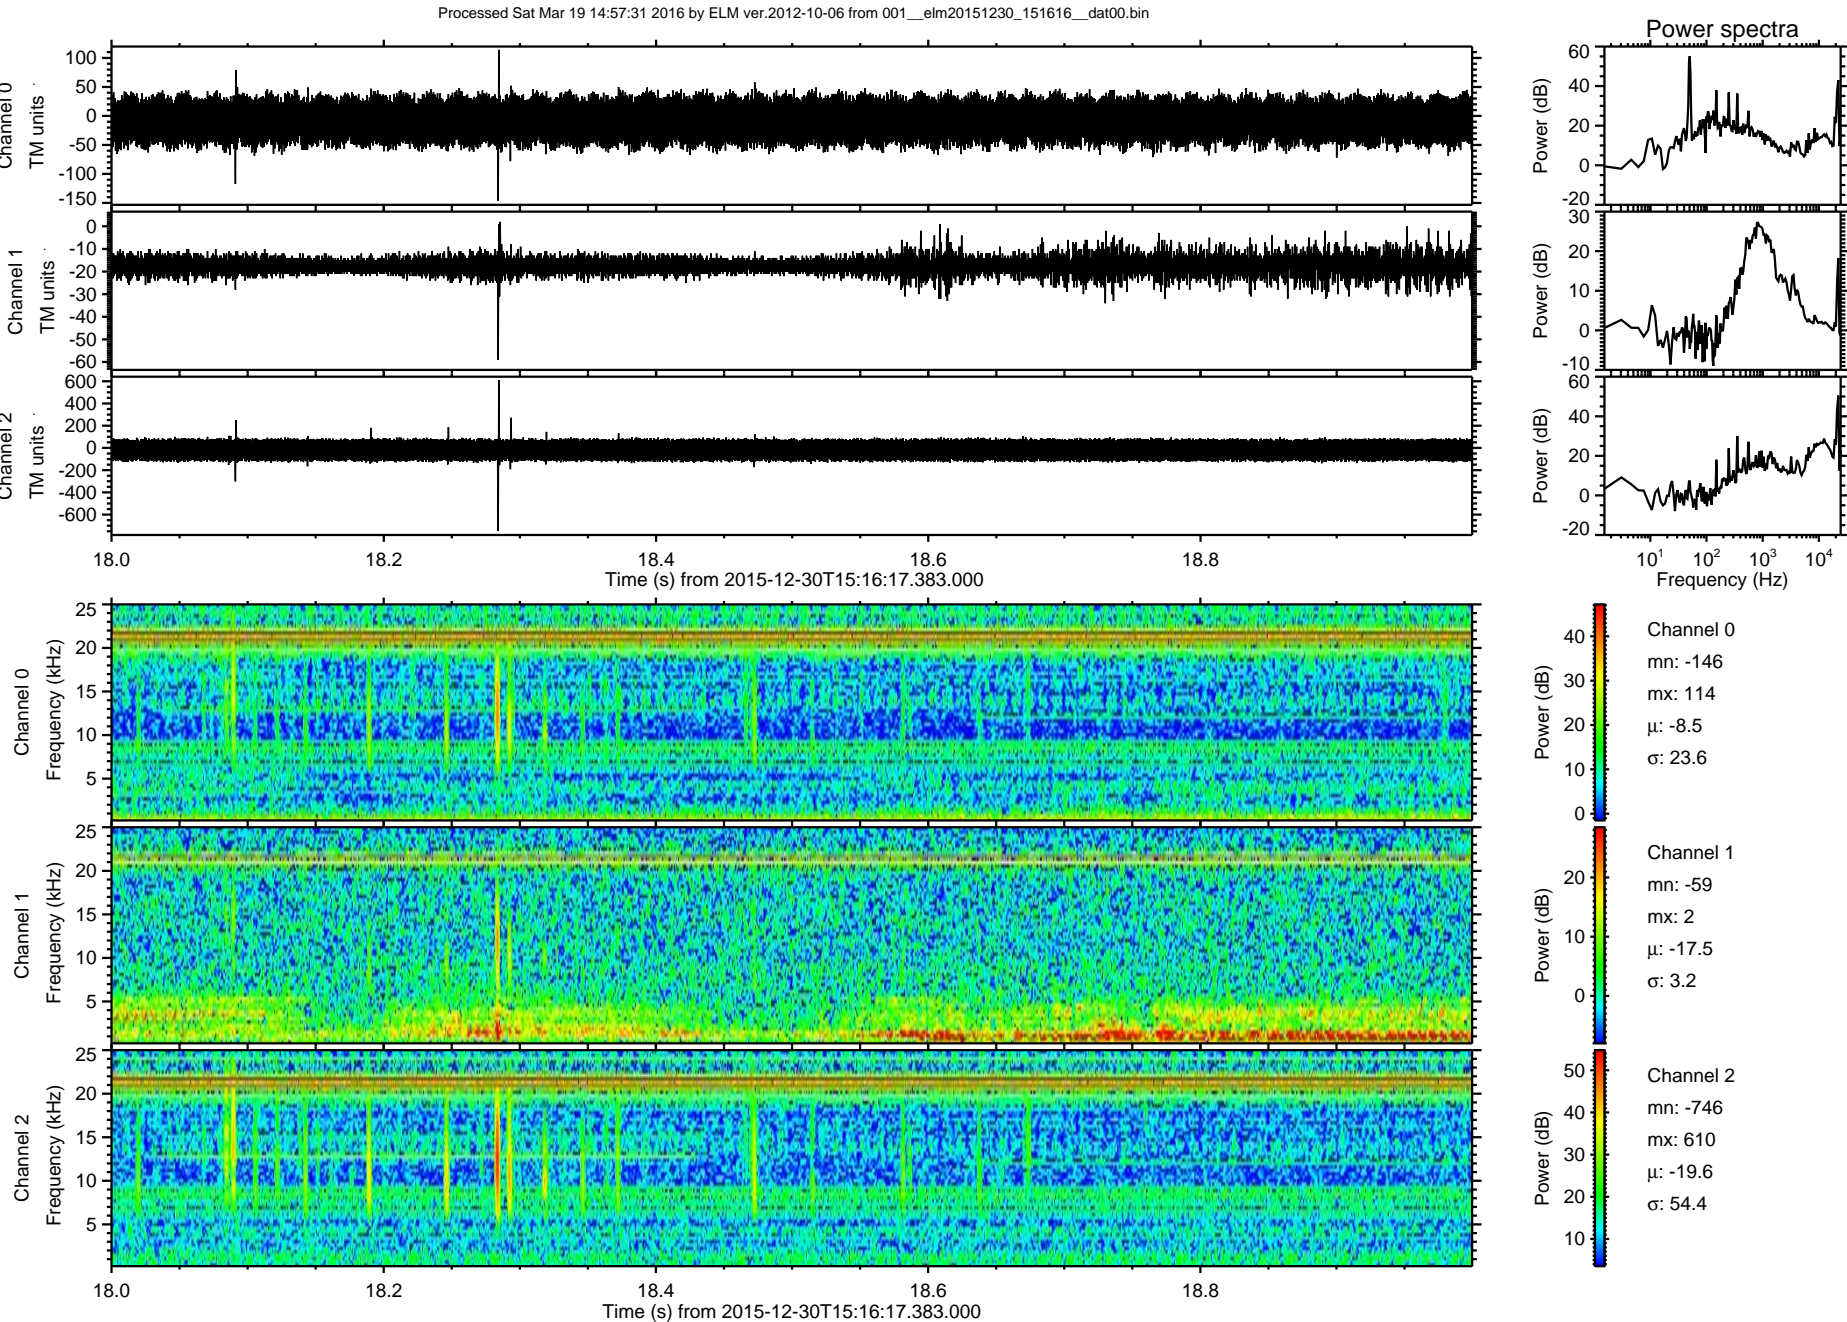 Processed Sat Mar 19 14:57:31 2016 by ELM ver.2012-10-06 from 001__elm20151230_151616__dat00.bin
Power spectra
Channel 0
TM units
100
50
0
-50
-100
-150
Power (dB)
60
40
20
0
-20
Channel 1
TM units
0
-10
-20
-30
-40
-50
-60
Power (dB)
30
20
10
0
-10
Channel 2
TM units
600
400
200
0
-200
-400
-600
Power (dB)
60
40
20
0
-20
18.0 18.2 18.4 18.6 18.8
Time (s) from 2015-12-30T15:16:17.383.000
10¹ 10² 10³ 10⁴
Frequency (Hz)
Channel 0
Frequency (kHz)
25
20
15
10
5
Power (dB)
40
30
20
10
0
Channel 0
mn: -146
mx: 114
μ: -8.5
σ: 23.6
Channel 1
Frequency (kHz)
25
20
15
10
5
Power (dB)
20
10
0
Channel 1
mn: -59
mx: 2
μ: -17.5
σ: 3.2
Channel 2
Frequency (kHz)
25
20
15
10
5
Power (dB)
50
40
30
20
10
Channel 2
mn: -746
mx: 610
μ: -19.6
σ: 54.4
18.0 18.2 18.4 18.6 18.8
Time (s) from 2015-12-30T15:16:17.383.000